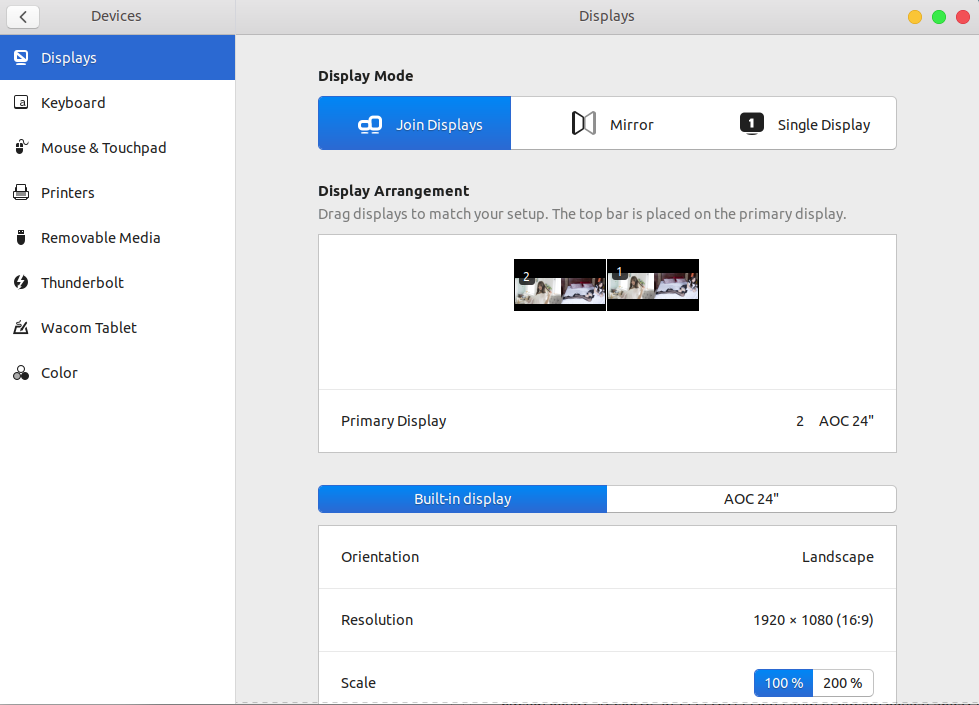 Devices
Displays
Displays
Keyboard
Mouse & Touchpad
Printers
Removable Media
Thunderbolt
Wacom Tablet
Color
Display Mode
Join Displays
Mirror
1
Single Display
Display Arrangement
Drag displays to match your setup. The top bar is placed on the primary display.
2
1
Primary Display
2 AOC 24"
Built-in display
AOC 24"
Orientation
Landscape
Resolution
1920 × 1080 (16∶9)
Scale
100 %
200 %